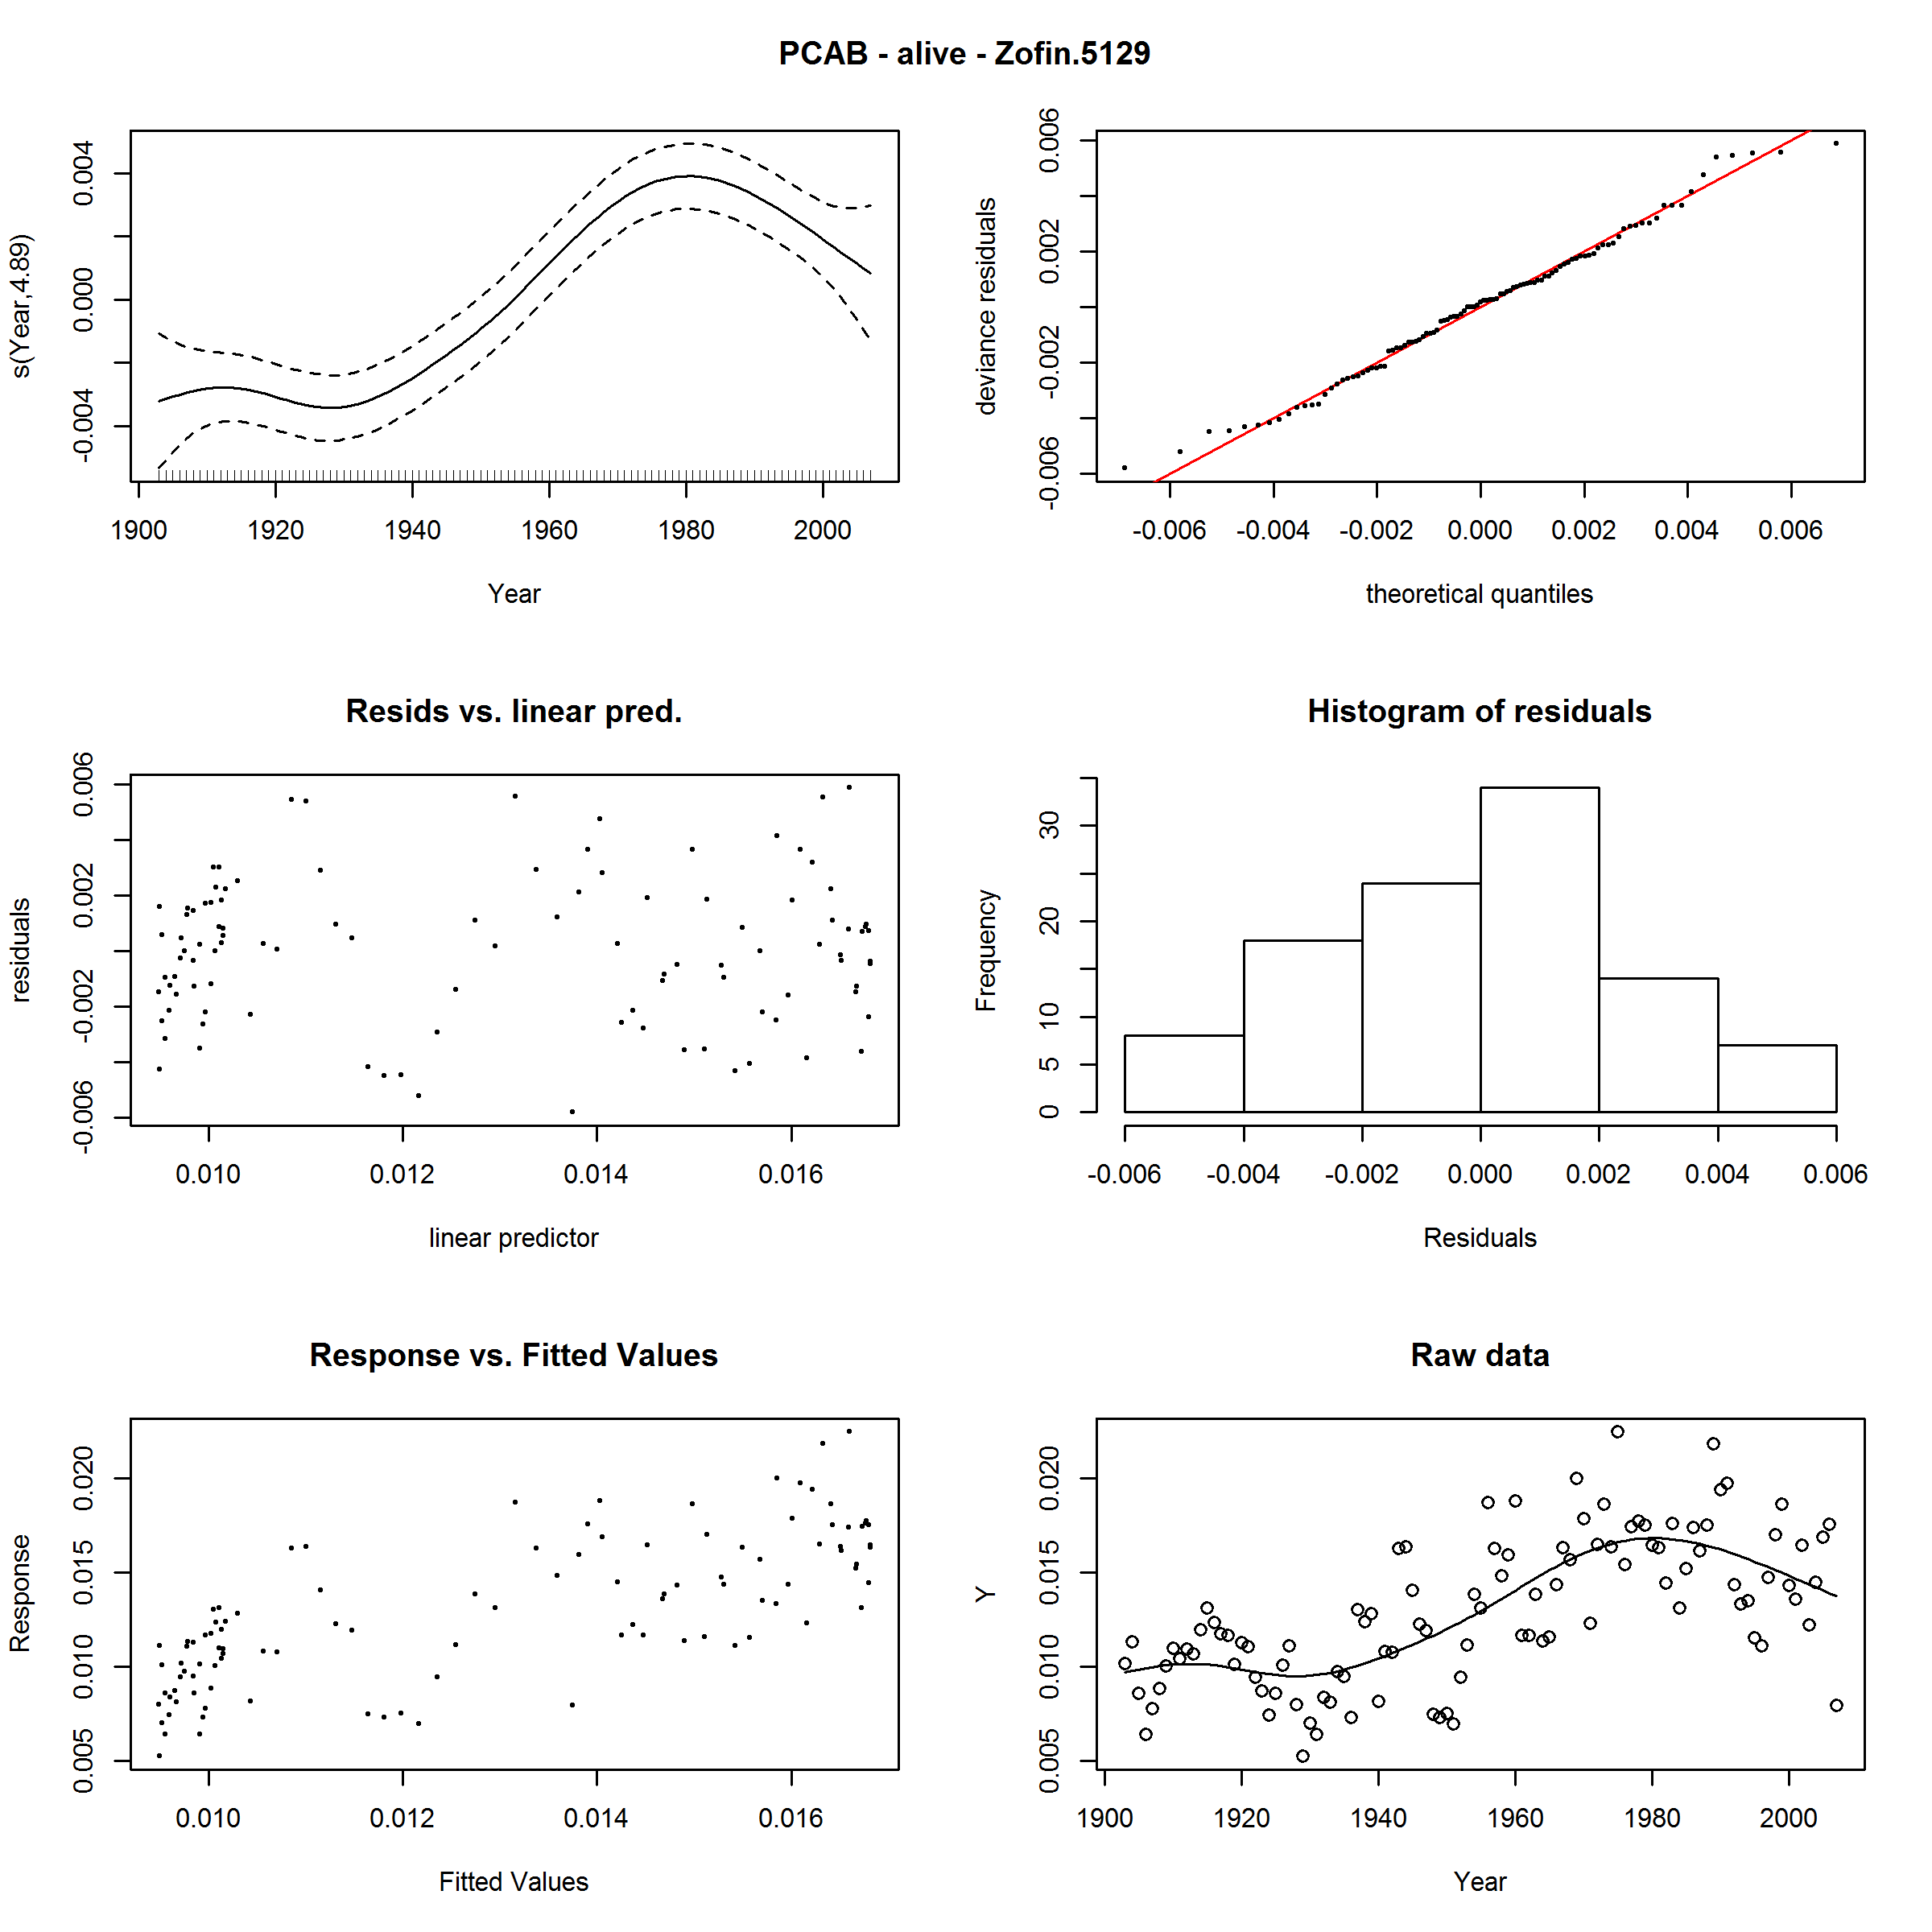 PCAB - alive - Zofin.5129
s(Year,4.89)
-0.004 0.000 0.004
1900 1920 1940 1960 1980 2000
Year
deviance residuals
-0.006 -0.002 0.002 0.006
-0.006 -0.004 -0.002 0.000 0.002 0.004 0.006
theoretical quantiles
Resids vs. linear pred.
residuals
-0.006 -0.002 0.002 0.006
0.010 0.012 0.014 0.016
linear predictor
Histogram of residuals
Frequency
0 5 10 20 30
-0.006 -0.004 -0.002 0.000 0.002 0.004 0.006
Residuals
Response vs. Fitted Values
Response
0.005 0.010 0.015 0.020
0.010 0.012 0.014 0.016
Fitted Values
Raw data
Y
0.005 0.010 0.015 0.020
1900 1920 1940 1960 1980 2000
Year